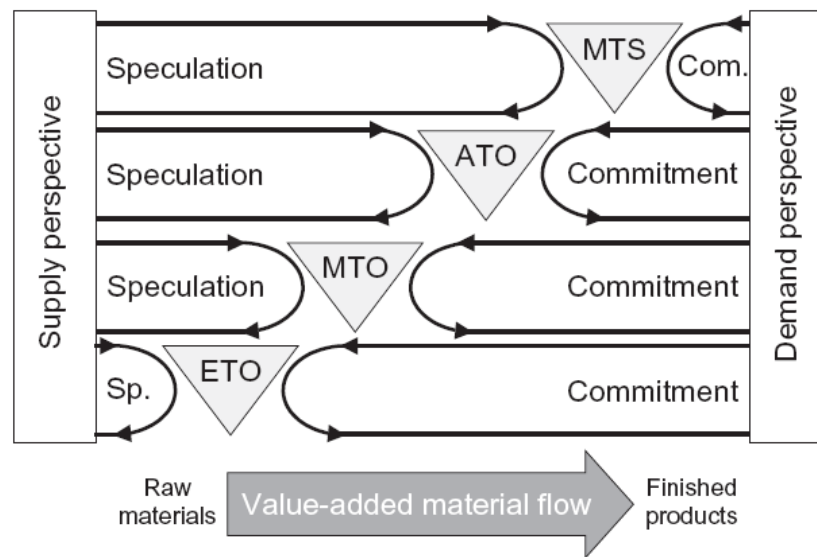 Supply perspective
Speculation
MTS
Com.
Speculation
ATO
Commitment
Speculation
MTO
Commitment
Sp.
ETO
Commitment
Demand perspective
Raw
materials
Value-added material flow
Finished
products